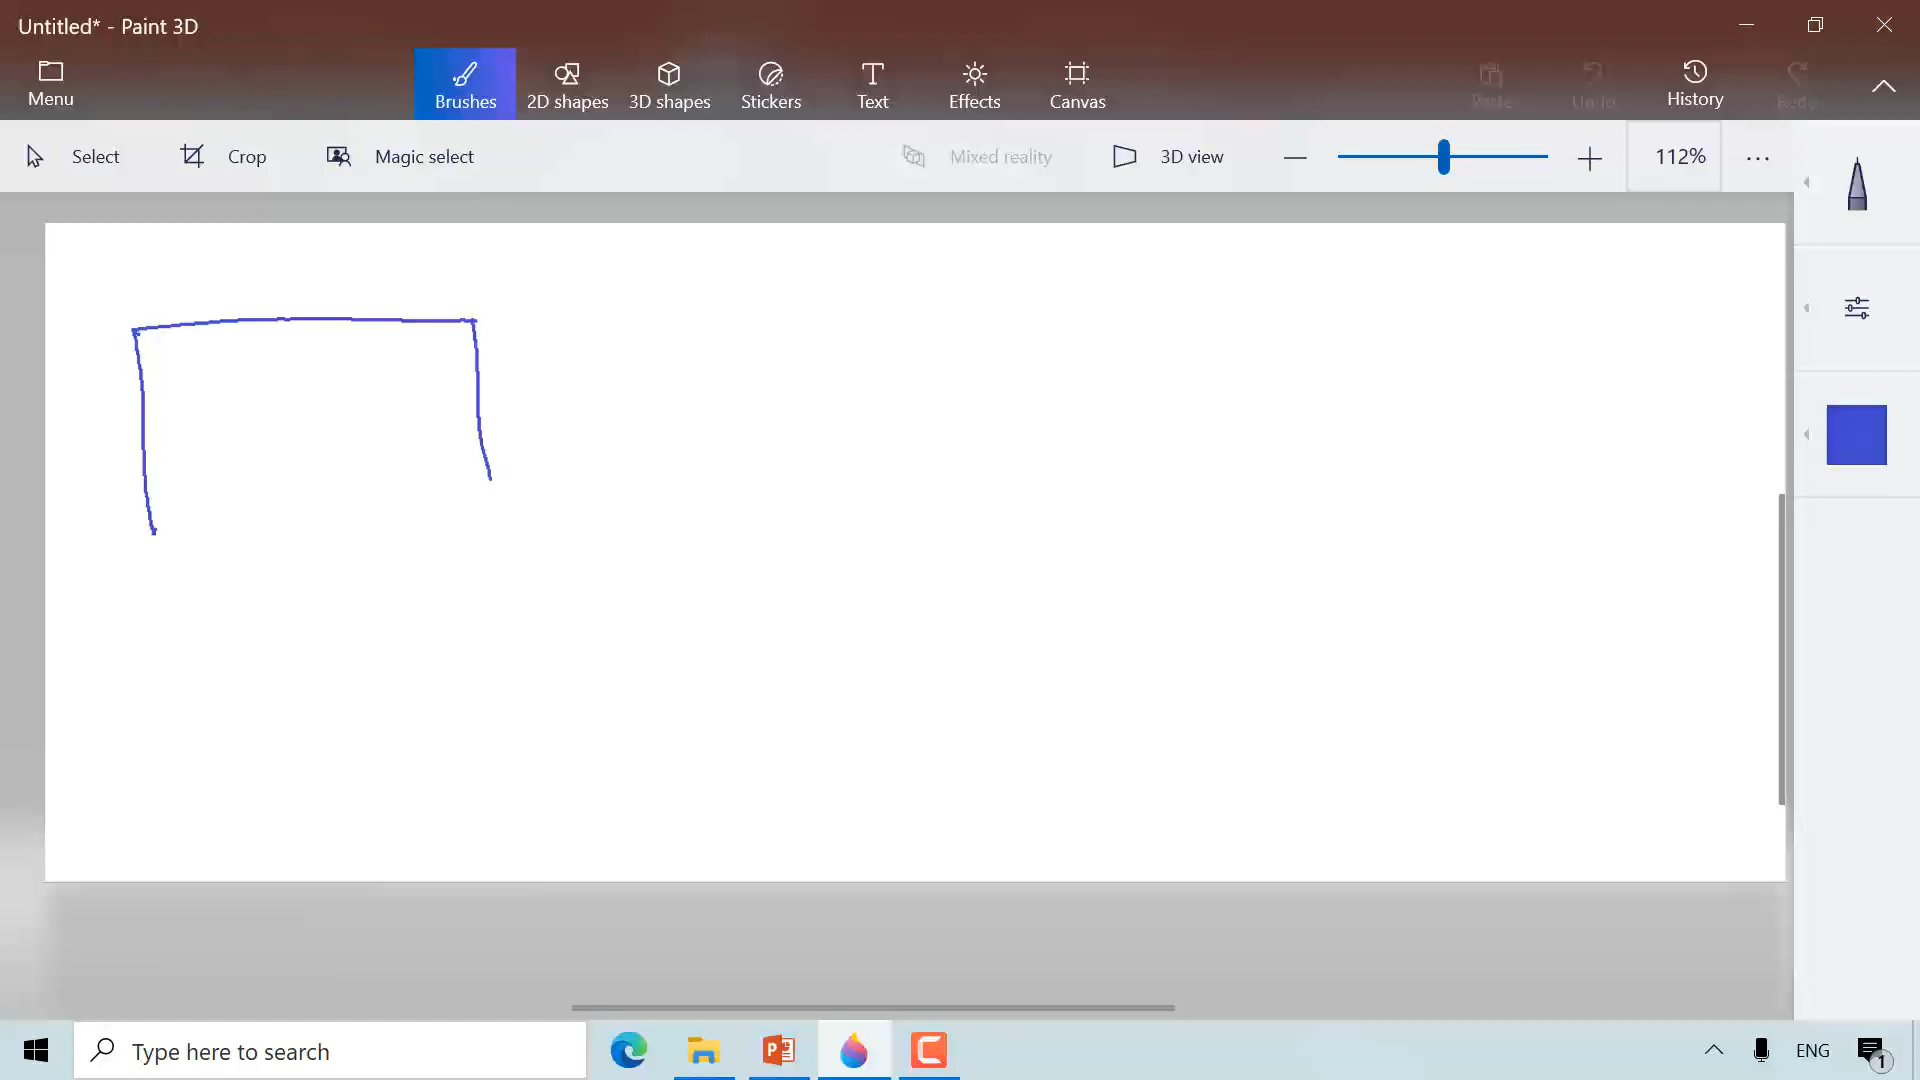 Untitled* - Paint 3D
Menu
Brushes
2D shapes
3D shapes
Stickers
Text
Effects
Canvas
Paste
Undo
History
Redo
Select
Crop
Magic select
Mixed reality
3D view
112%
Type here to search
ENG
1